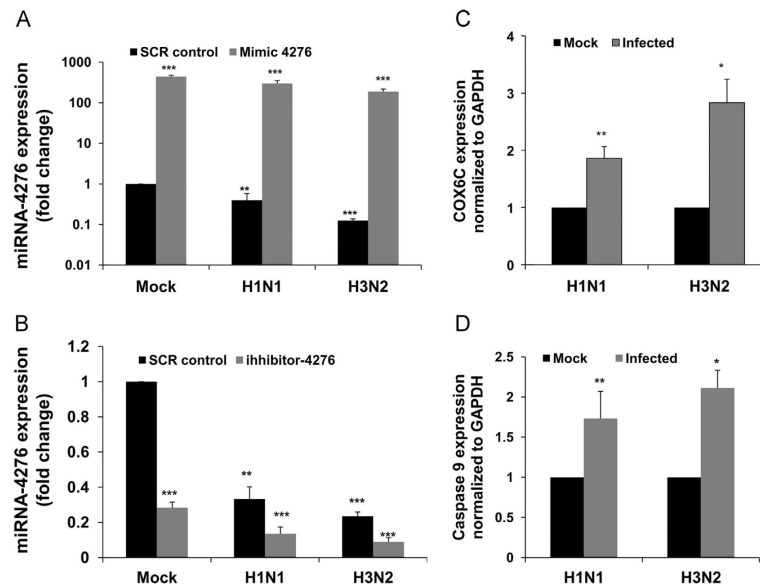 A
SCR control Mimic 4276
miRNA-4276 expression
(fold change)
1000
100
10
1
0.1
0.01
***
***
***
**
***
Mock H1N1 H3N2
B
SCR control ihhibitor-4276
miRNA-4276 expression
(fold change)
1.2
1
0.8
0.6
0.4
0.2
0
***
**
***
***
***
Mock H1N1 H3N2
C
Mock Infected
COX6C expression
normalized to GAPDH
4
3
2
1
0
**
*
H1N1 H3N2
D
Mock Infected
Caspase 9 expression
normalized to GAPDH
2.5
2
1.5
1
0.5
0
**
*
H1N1 H3N2